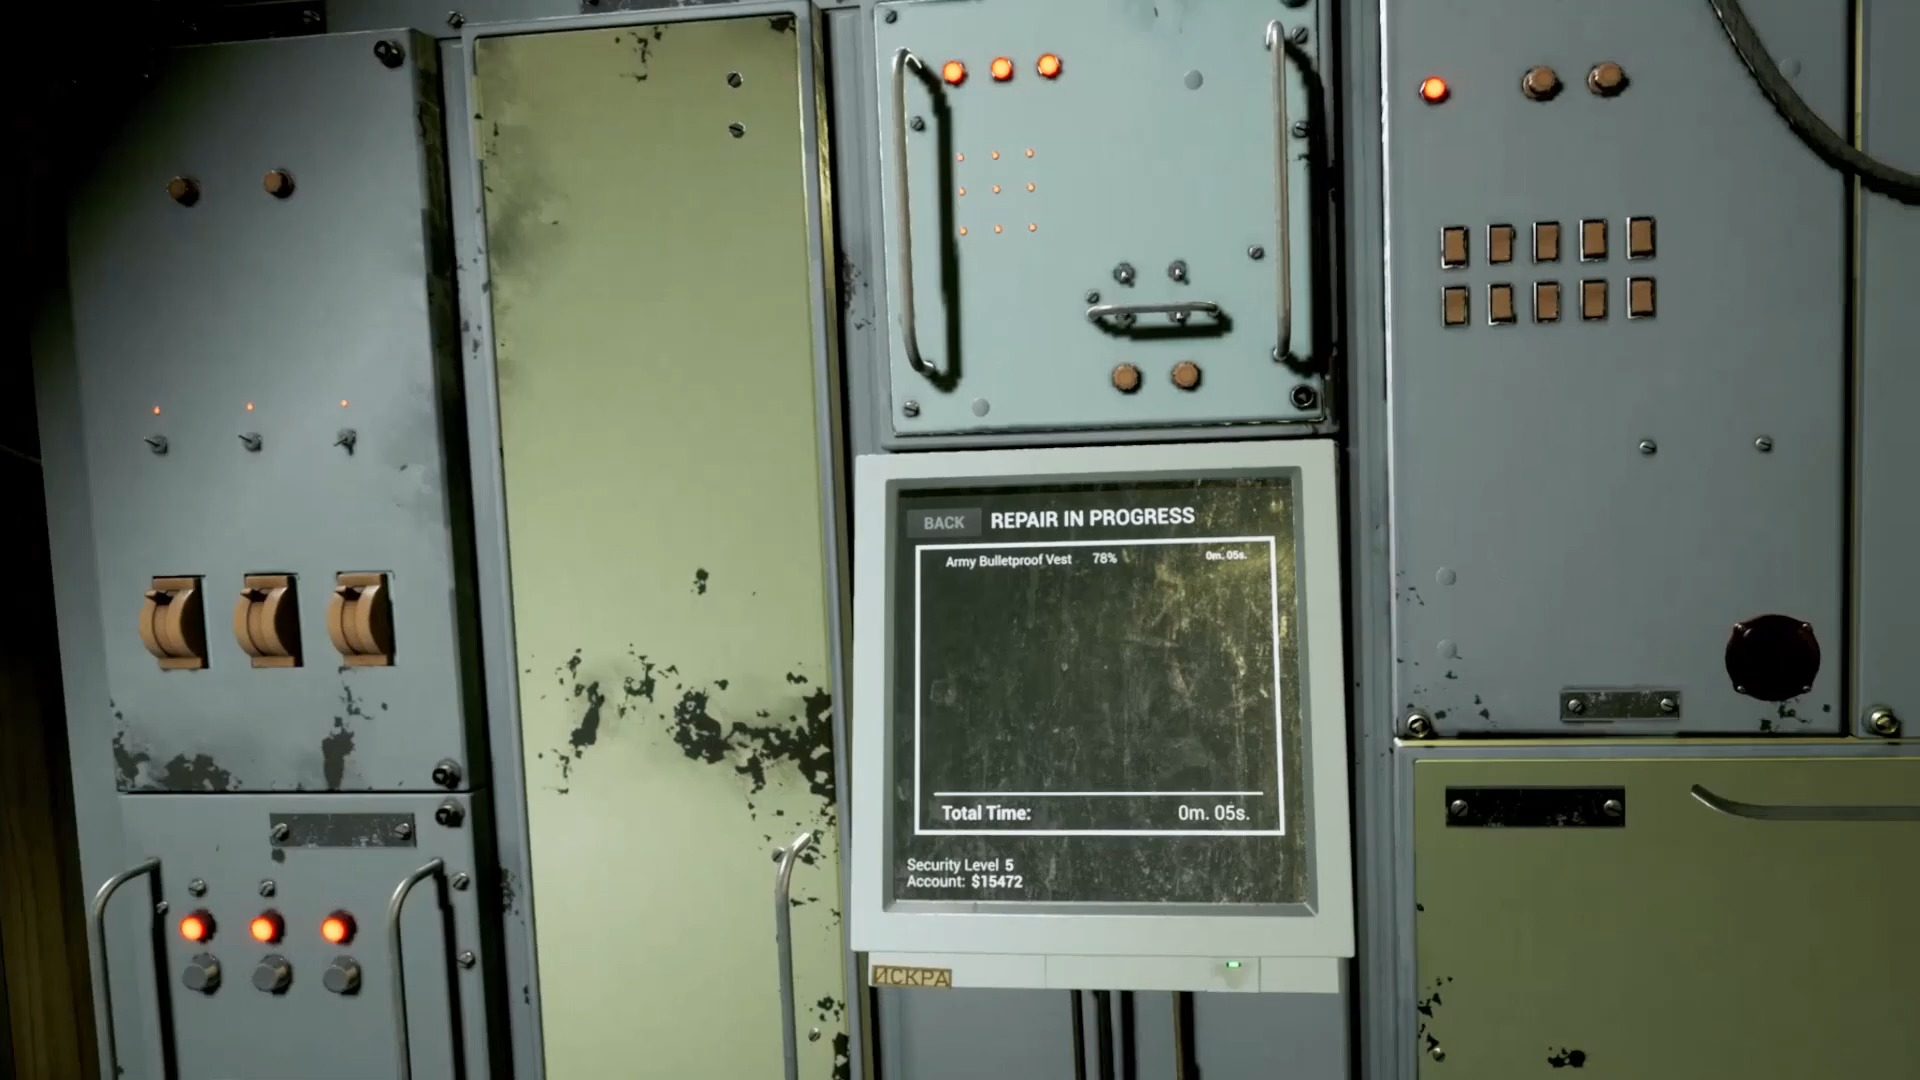 BACK REPAIR IN PROGRESS
Army Bulletproof Vest 78% 0m. 05s.
Total Time: 0m. 05s.
Security Level 5
Account: $15472
ИСКРА